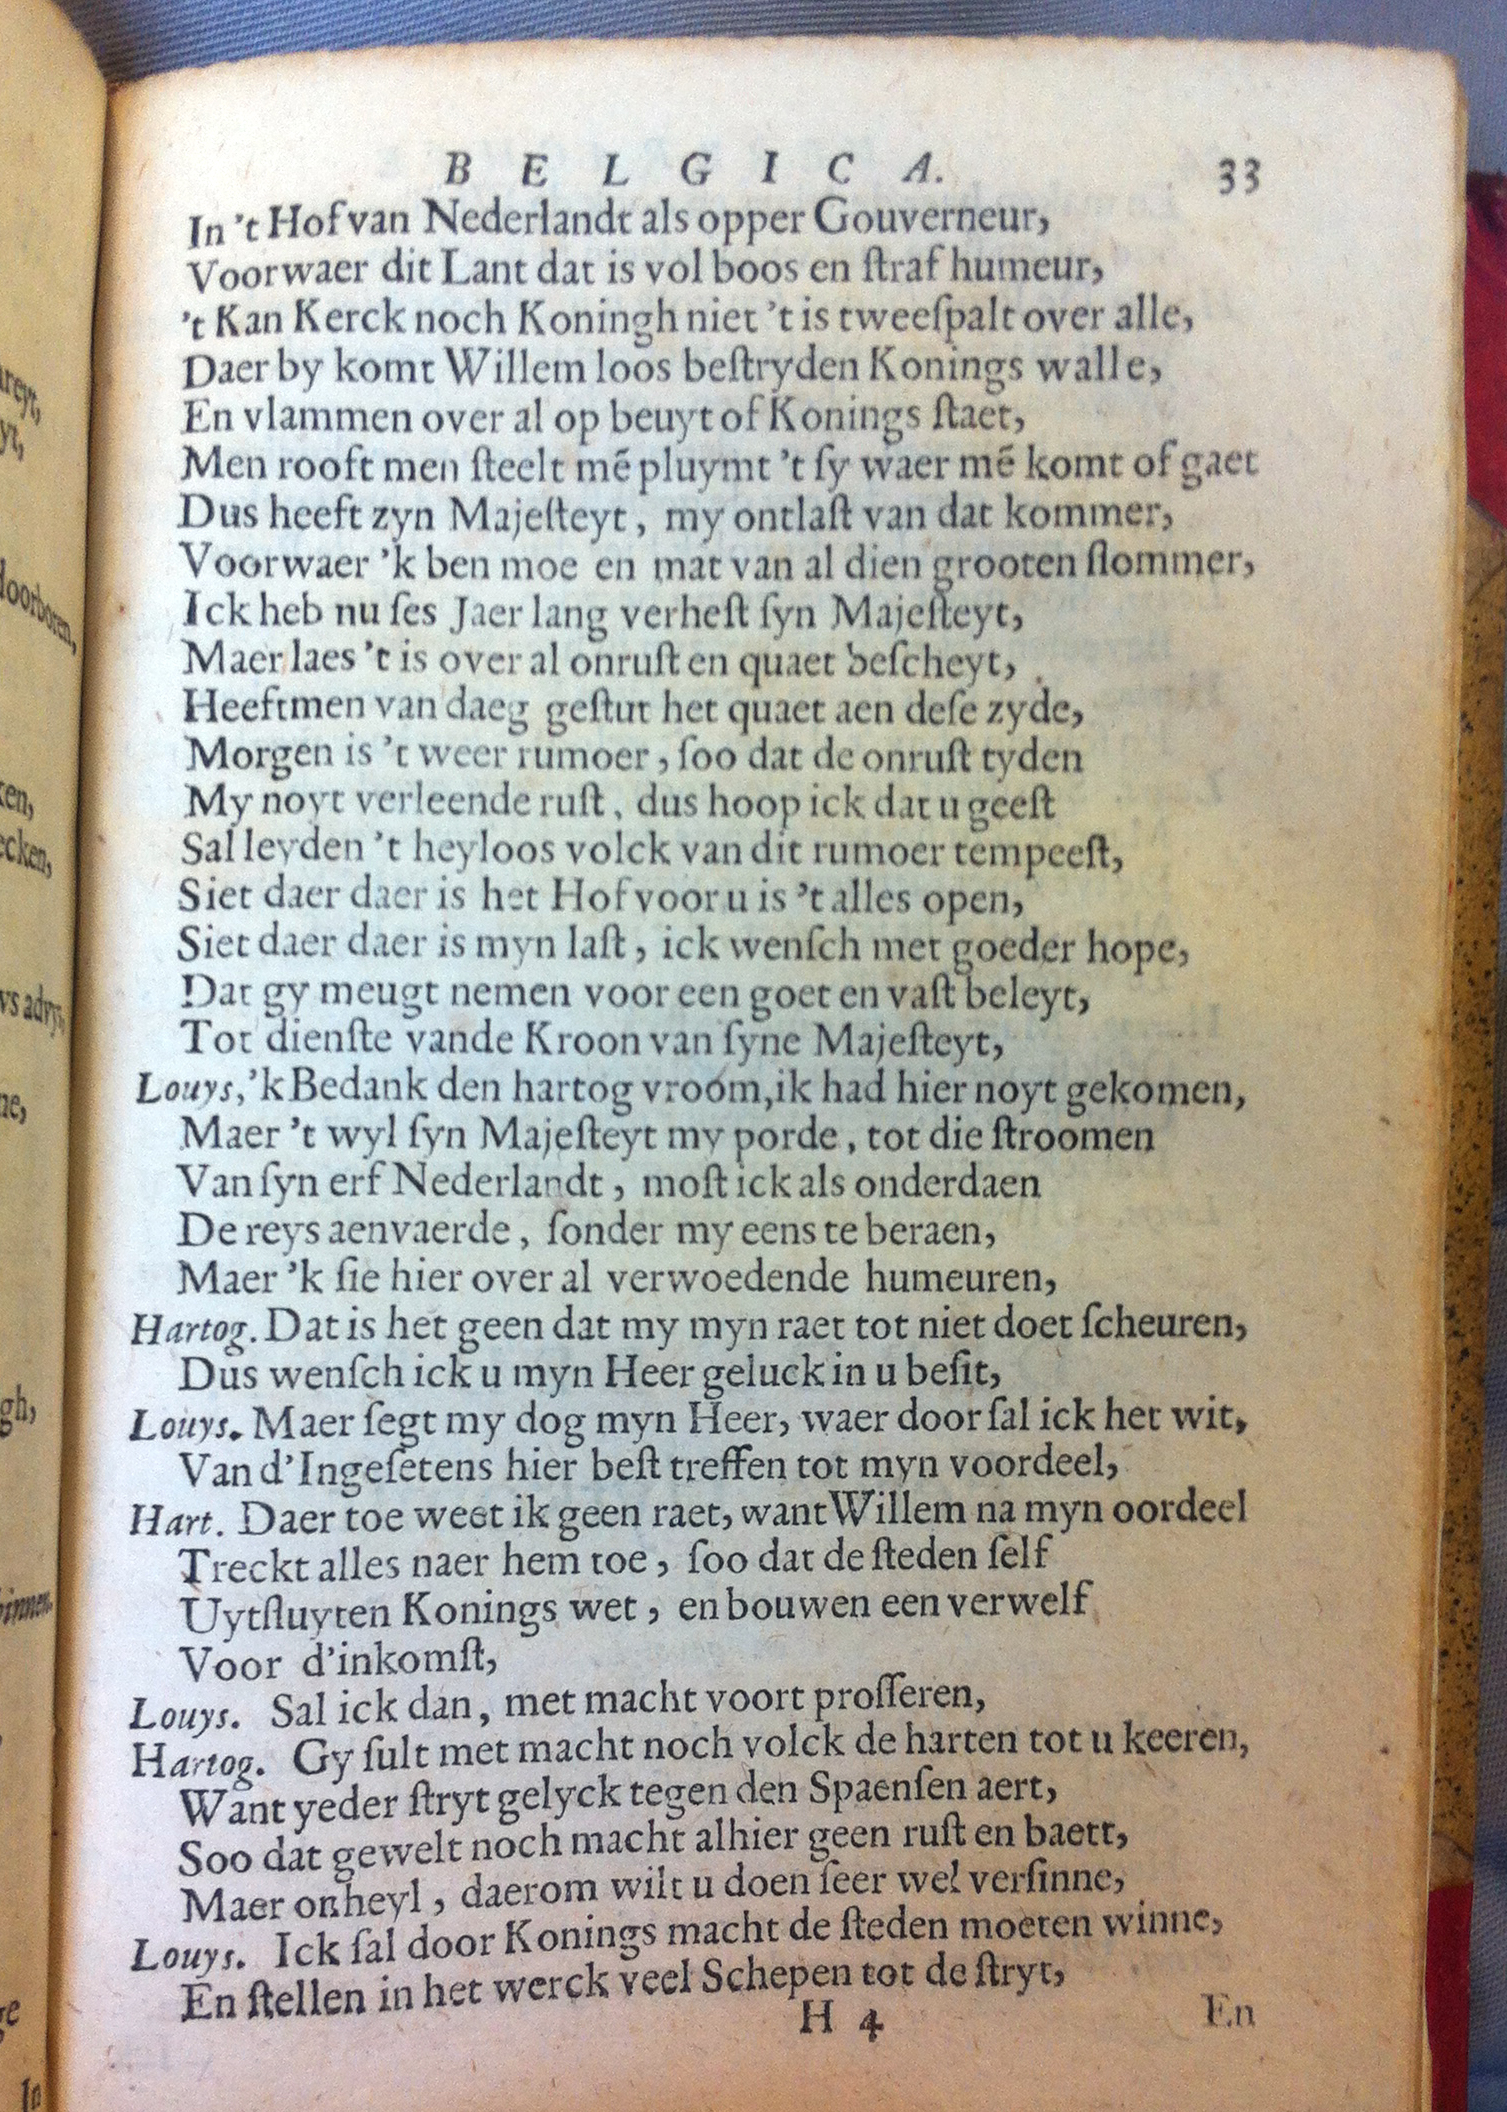 B E L G I C A. 33
In 't Hof van Nederlandt als opper Gouverneur,
Voorwaer dit Lant dat is vol boos en ſtraf humeur,
't Kan Kerck noch Koningh niet 't is tweeſpalt over alle,
Daer by komt Willem loos beſtryden Konings walle,
En vlammen over al op beuyt of Konings ſtaet,
Men rooft men ſteelt mẽ pluymt 't ſy waer mẽ komt of gaet
Dus heeft zyn Majeſteyt, my ontlaſt van dat kommer,
Voorwaer 'k ben moe en mat van al dien grooten ſlommer,
Ick heb nu ſes Jaer lang verheſt ſyn Majeſteyt,
Maer laes 't is over al onruſt en quaet beſcheyt,
Heeftmen van daeg geſtut het quaet aen deſe zyde,
Morgen is 't weer rumoer, ſoo dat de onruſt tyden
My noyt verleende ruſt, dus hoop ick dat u geeſt
Sal leyden 't heyloos volck van dit rumoer tempeeſt,
Siet daer daer is het Hof voor u is 't alles open,
Siet daer daer is myn laſt, ick wenſch met goeder hope,
Dat gy meugt nemen voor een goet en vaſt beleyt,
Tot dienſte vande Kroon van ſyne Majeſteyt,
Louys, 'k Bedank den hartog vroom, ik had hier noyt gekomen,
Maer 't wyl ſyn Majeſteyt my porde, tot die ſtroomen
Van ſyn erf Nederlandt, moſt ick als onderdaen
De reys aenvaerde, ſonder my eens te beraen,
Maer 'k ſie hier over al verwoedende humeuren,
Hartog. Dat is het geen dat my myn raet tot niet doet ſcheuren,
Dus wenſch ick u myn Heer geluck in u beſit,
Louys. Maer ſegt my dog myn Heer, waer door ſal ick het wit,
Van d'Ingeſetens hier beſt treffen tot myn voordeel,
Hart. Daer toe weet ik geen raet, want Willem na myn oordeel
Treckt alles naer hem toe, ſoo dat de ſteden ſelf
Uytſluyten Konings wet, en bouwen een verwelf
Voor d'inkomſt,
Louys. Sal ick dan, met macht voort proſſeren,
Hartog. Gy ſult met macht noch volck de harten tot u keeren,
Want yeder ſtryt gelyck tegen den Spaenſen aert,
Soo dat gewelt noch macht alhier geen ruſt en baett,
Maer onheyl, daerom wilt u doen ſeer wel verſinne,
Louys. Ick ſal door Konings macht de ſteden moeten winne,
En ſtellen in het werck veel Schepen tot de ſtryt,
H 4 En